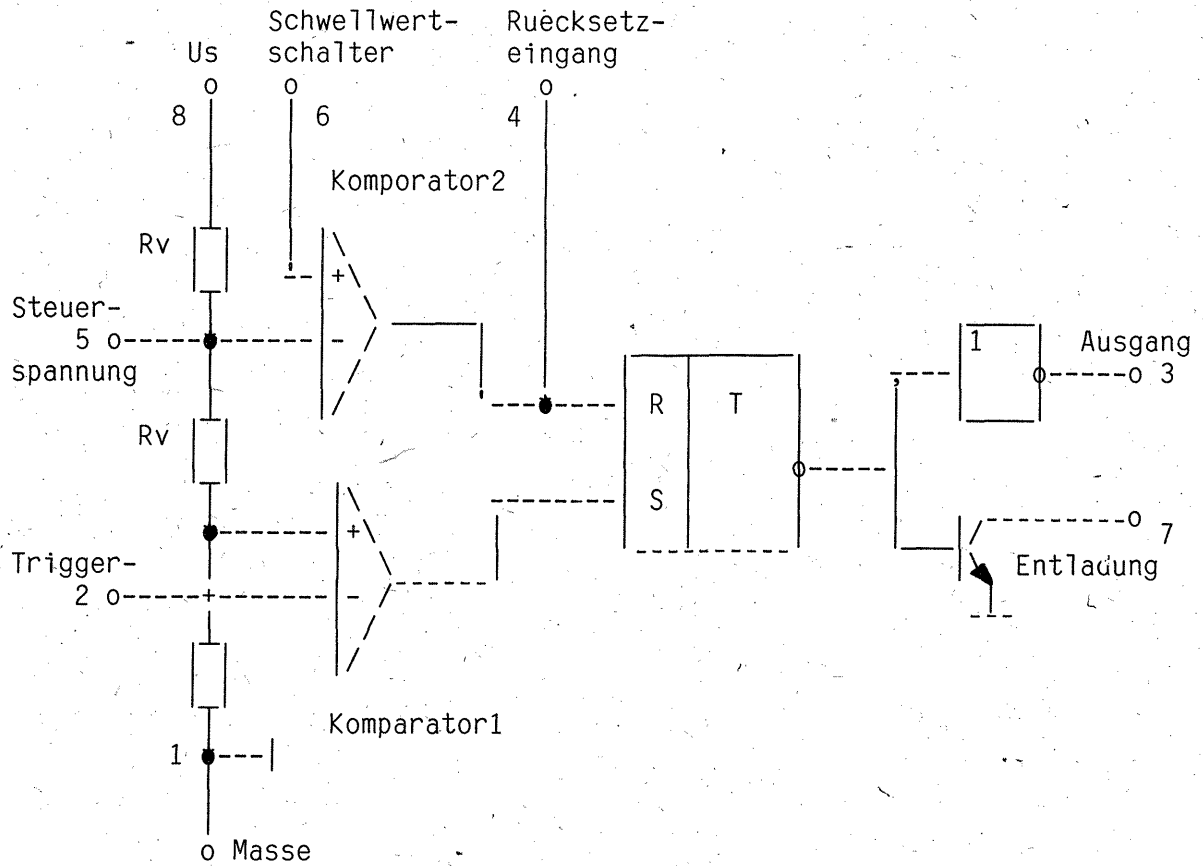 Schwellwert-
Ruecksetz-
Us
schalter
eingang
8
6
4
Komporator2
Rv
+
Steuer-
5
-
spannung
1
Ausgang
3
R
T
Rv
S
+
7
Trigger-
Entladung
2
-
Komparator1
1
Masse